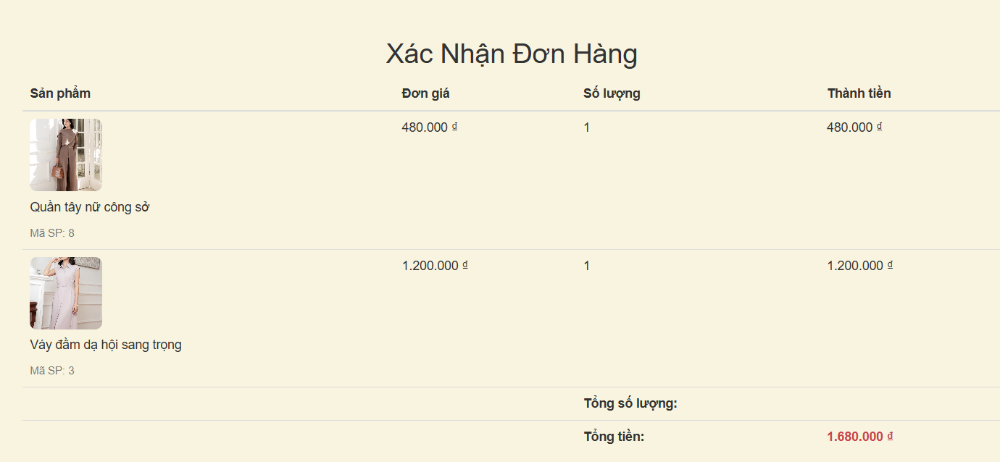 Xác Nhận Đơn Hàng
Sản phẩm Đơn giá Số lượng Thành tiền
480.000 ₫ 1 480.000 ₫
Quần tây nữ công sở
Mã SP: 8
1.200.000 ₫ 1 1.200.000 ₫
Váy đầm dạ hội sang trọng
Mã SP: 3
Tổng số lượng:
Tổng tiền: 1.680.000 ₫